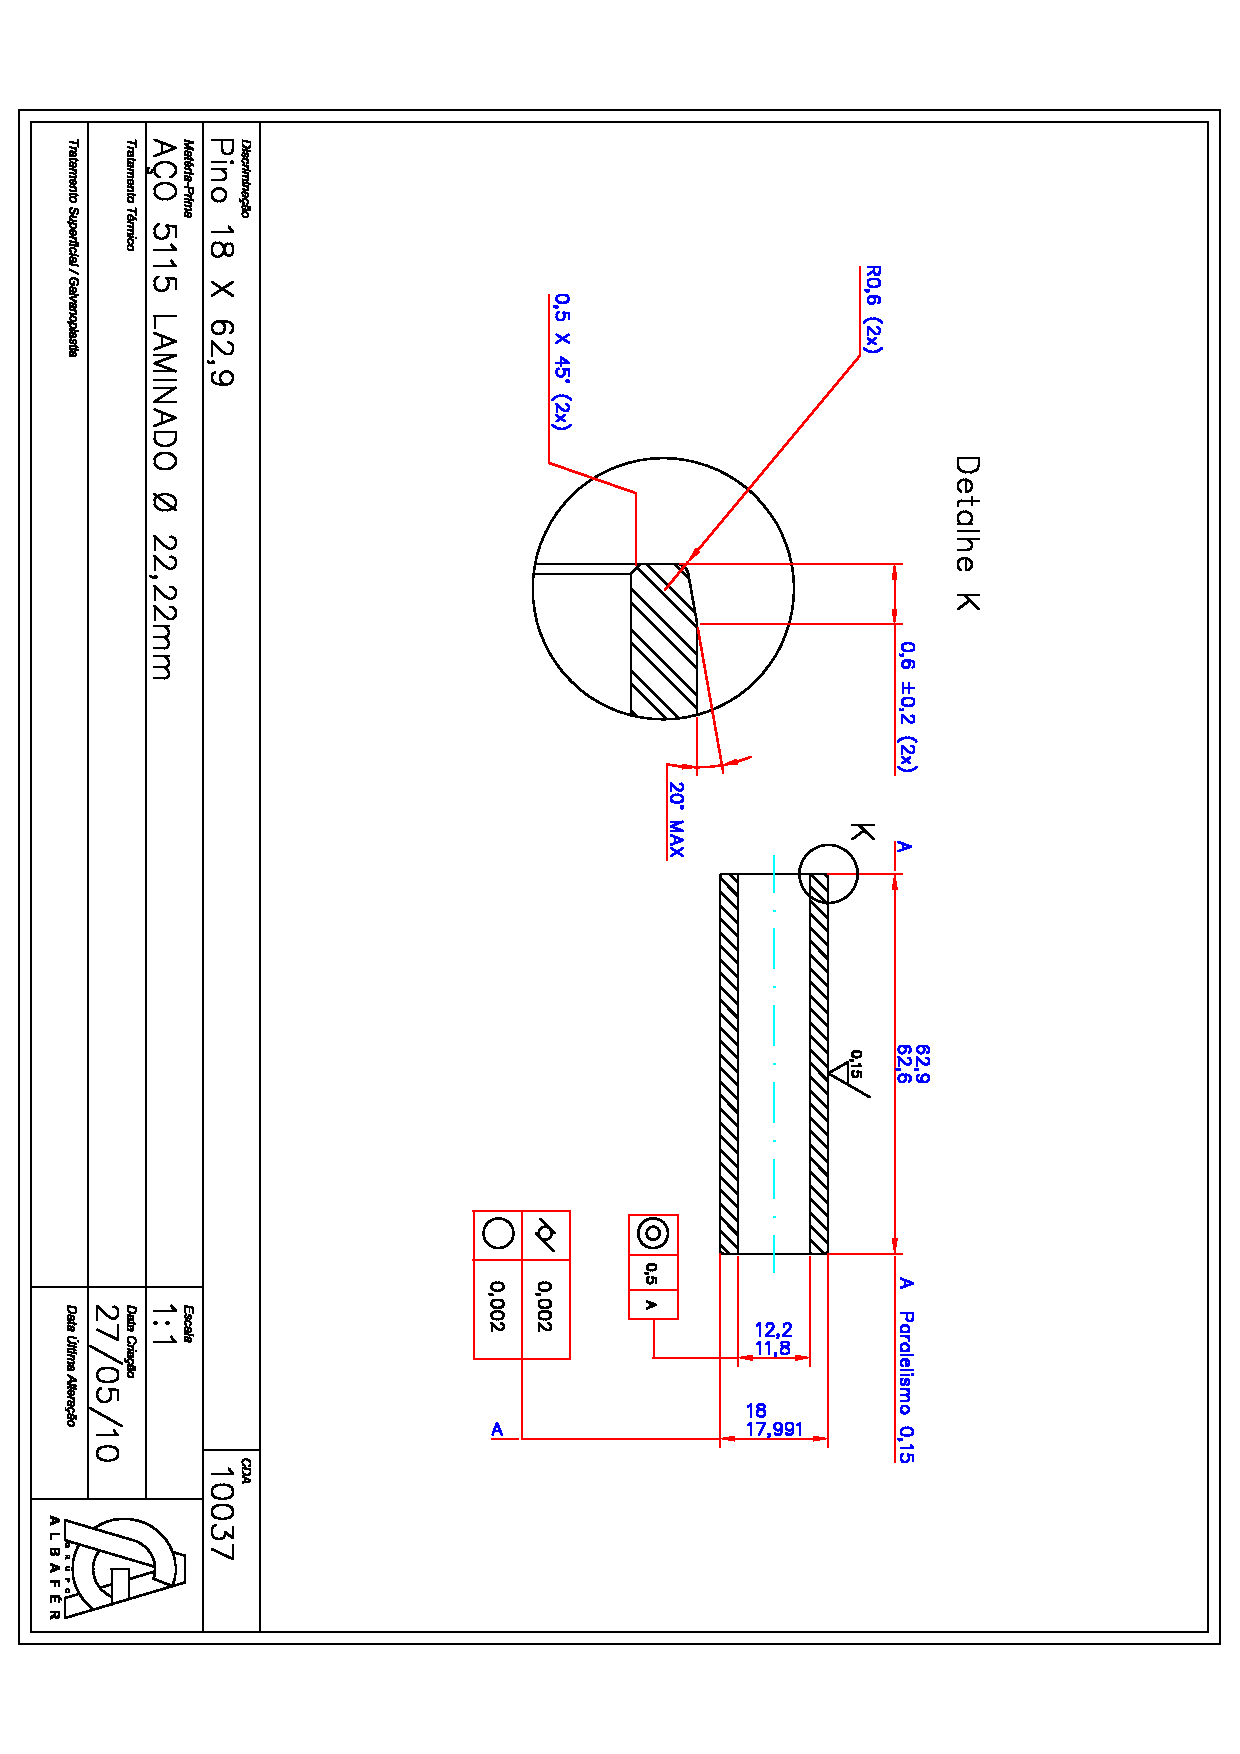 Detalhe K
R0,6 (2x)
0,6 ±0,2 (2x)
0,5 X 45° (2x)
20° MAX
K
A
62,9
62,6
A Paralelismo 0,15
0,15
12,2
11,8
18
17,991
0,5 A
0,002
0,002
A
Discriminação
Pino 18 X 62,9
CDA
10037
Matéria-Prima
AÇO 5115 LAMINADO Ø 22,22mm
Escala
1:1
Tratamento Térmico
Data Criação
27/05/10
Tratamento Superficial / Galvanoplastia
Data Última Alteração
GRUPO
ALBAFÉR